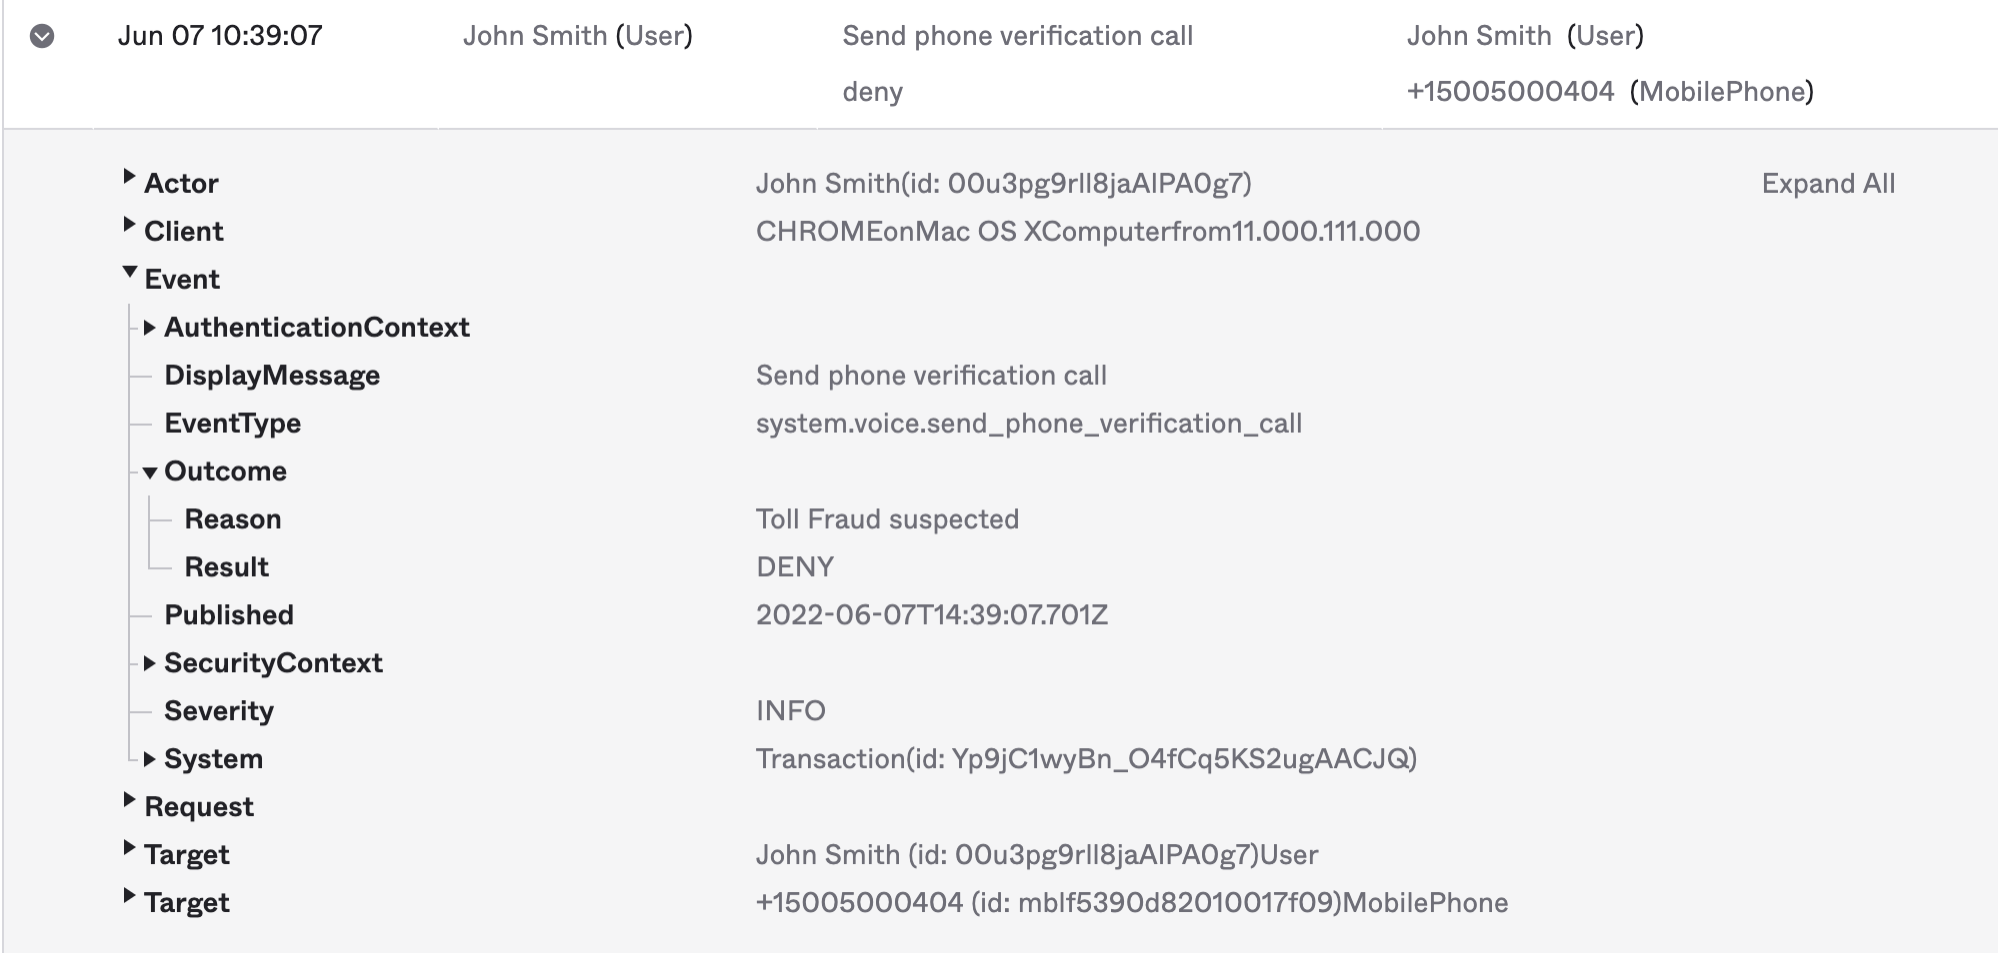 Jun 07 10:39:07 John Smith (User) Send phone verification call John Smith (User)
deny +15005000404 (MobilePhone)
Actor John Smith(id: 00u3pg9rll8jaAlPA0g7) Expand All
Client CHROMEonMac OS XComputerfrom11.000.111.000
Event
AuthenticationContext
DisplayMessage Send phone verification call
EventType system.voice.send_phone_verification_call
Outcome
Reason Toll Fraud suspected
Result DENY
Published 2022-06-07T14:39:07.701Z
SecurityContext
Severity INFO
System Transaction(id: Yp9jC1wyBn_O4fCq5KS2ugAACJQ)
Request
Target John Smith (id: 00u3pg9rll8jaAlPA0g7)User
Target +15005000404 (id: mblf5390d82010017f09)MobilePhone